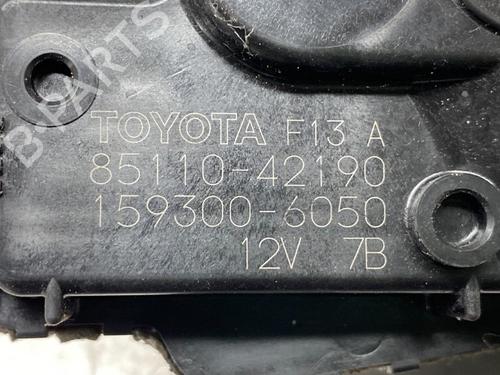 B-PARTS
TOYOTA F13 A
85110-42190
159300-6050
12V 7B